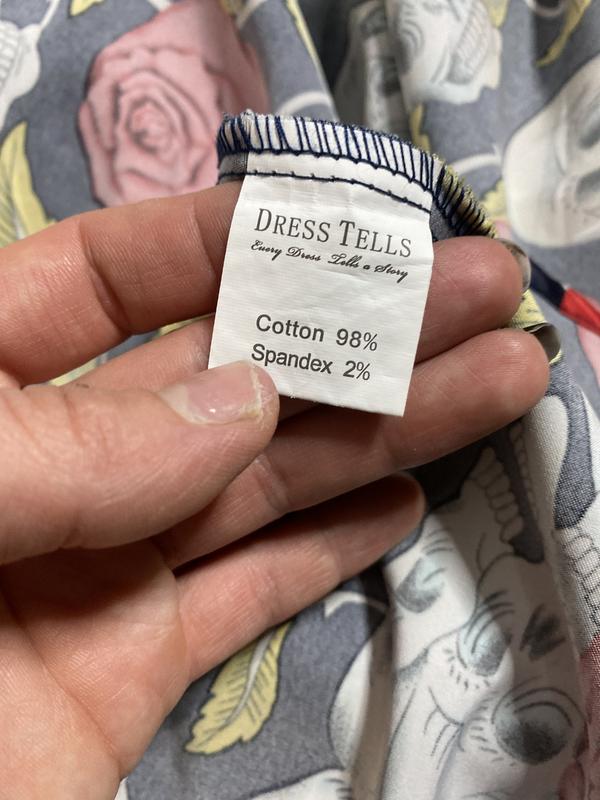 DRESS TELLS
Every Dress Tells a Story
Cotton 98%
Spandex 2%